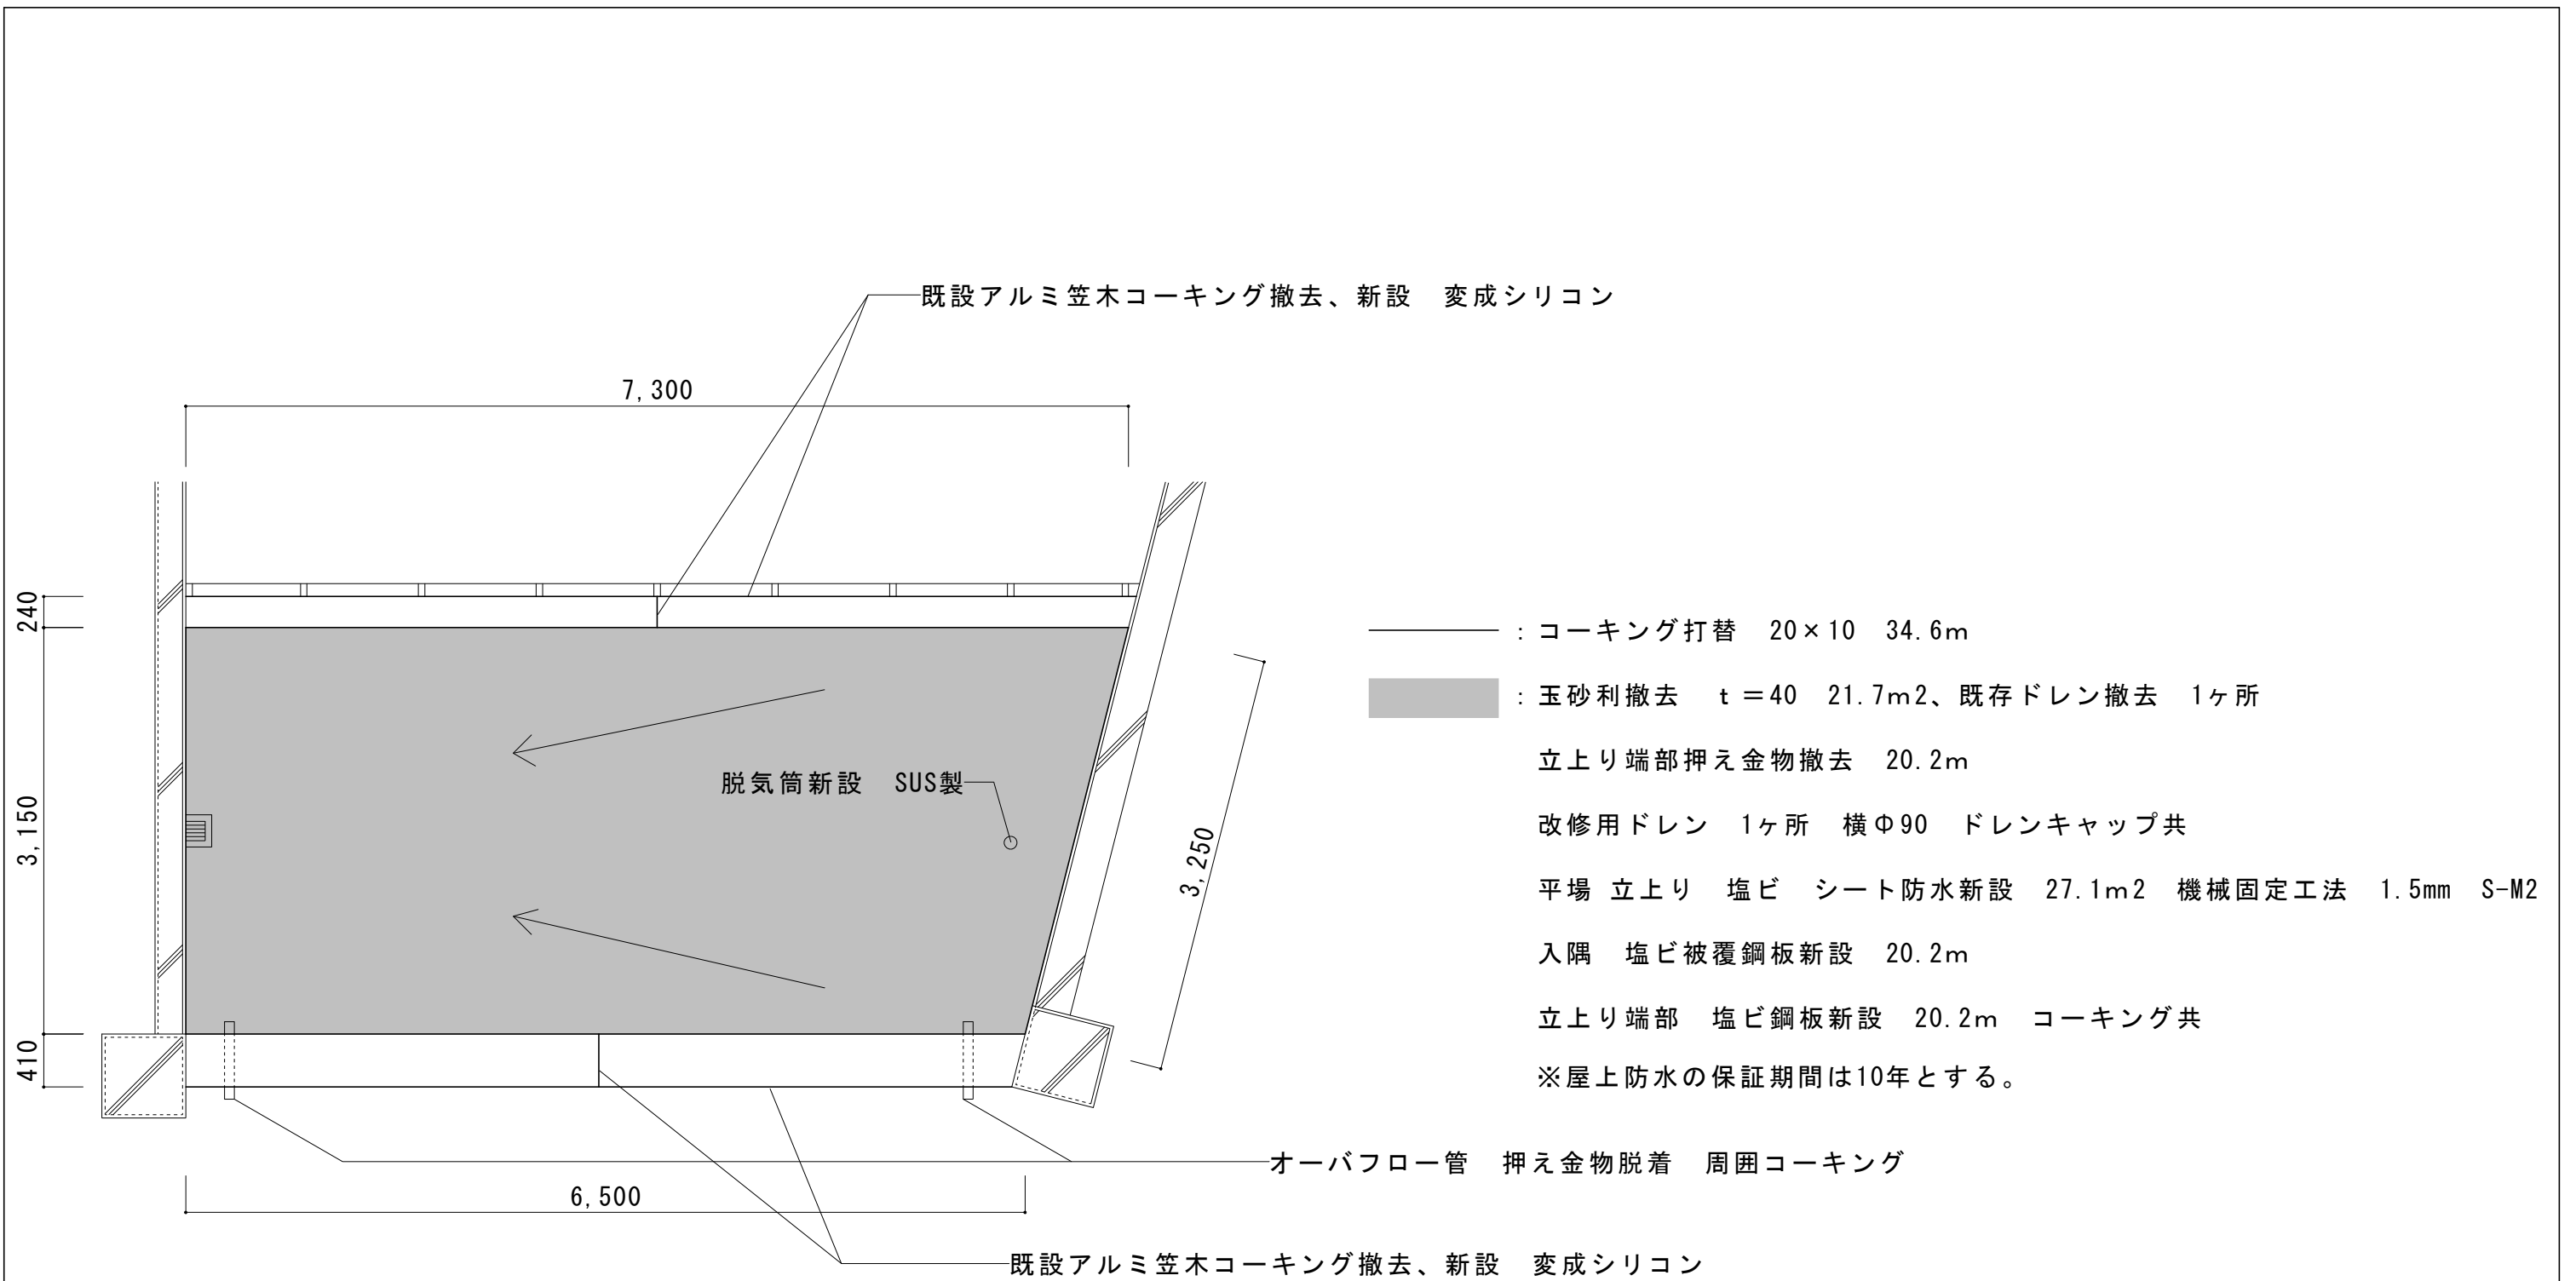 既設アルミ笠木コーキング撤去、新設　変成シリコン
7,300
240
3,150
410
脱気筒新設　SUS製
3,250
：コーキング打替　20×10　34.6m
：玉砂利撤去　ｔ＝40　21.7m2、既存ドレン撤去　1ヶ所
立上り端部押え金物撤去　20.2m
改修用ドレン　1ヶ所　横Φ90　ドレンキャップ共
平場 立上り　塩ビ　シート防水新設　27.1m2　機械固定工法　1.5mm　S-M2
入隅　塩ビ被覆鋼板新設　20.2m
立上り端部　塩ビ鋼板新設　20.2m　コーキング共
※屋上防水の保証期間は10年とする。
オーバフロー管　押え金物脱着　周囲コーキング
6,500
既設アルミ笠木コーキング撤去、新設　変成シリコン